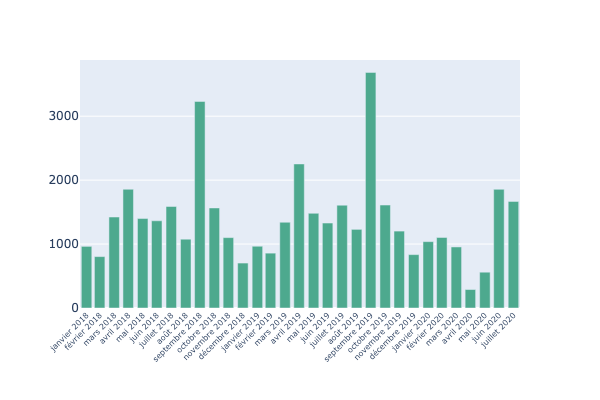 3000
2000
1000
0
janvier 2018
février 2018
mars 2018
avril 2018
mai 2018
juin 2018
juillet 2018
août 2018
septembre 2018
octobre 2018
novembre 2018
décembre 2018
janvier 2019
février 2019
mars 2019
avril 2019
mai 2019
juin 2019
juillet 2019
août 2019
septembre 2019
octobre 2019
novembre 2019
décembre 2019
janvier 2020
février 2020
mars 2020
avril 2020
mai 2020
juin 2020
juillet 2020